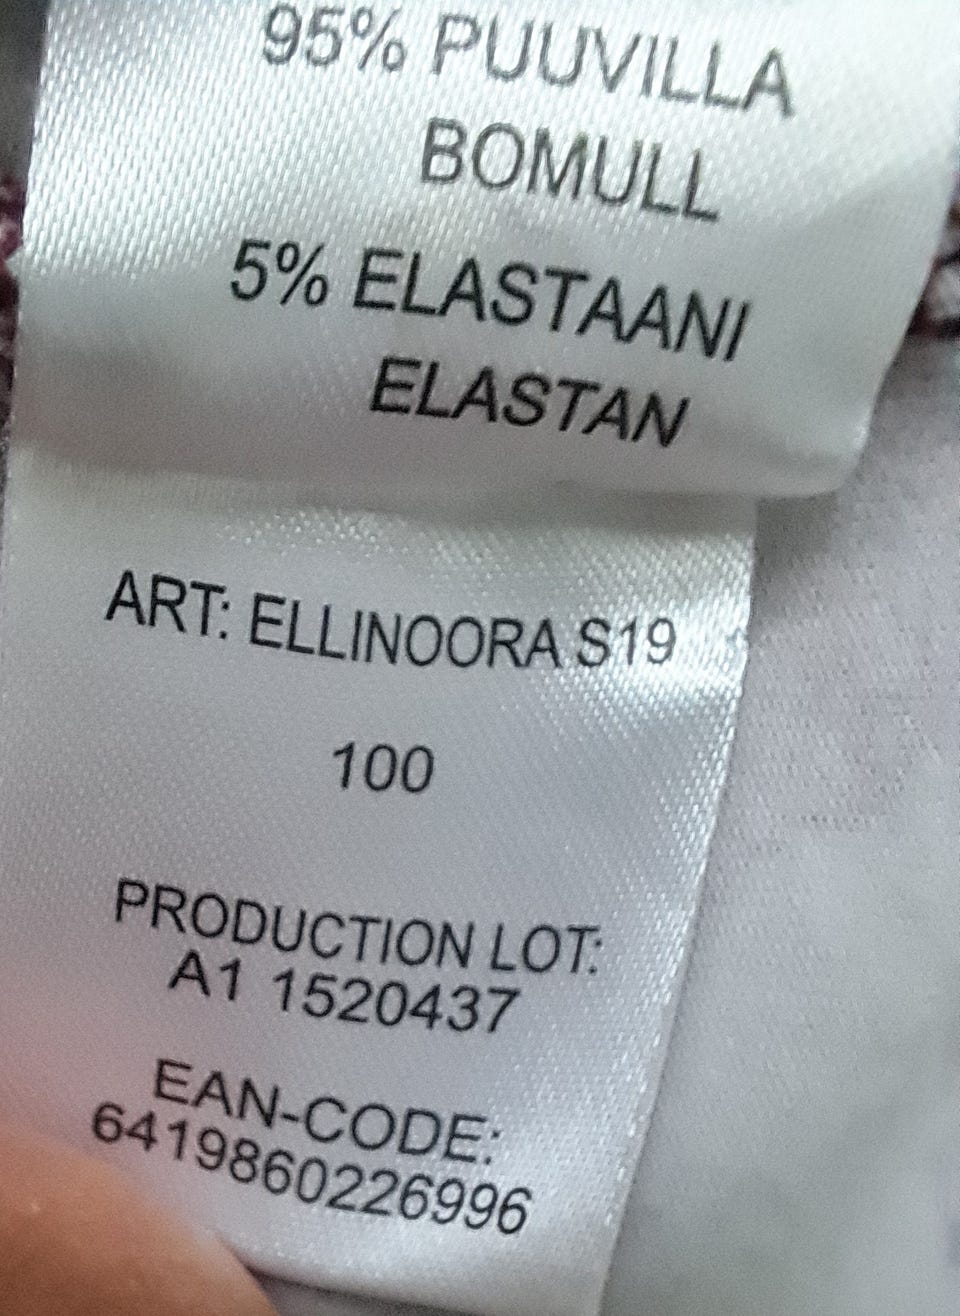 95% PUUVILLA
BOMULL
5% ELASTAANI
ELASTAN
ART: ELLINOORA S19
100
PRODUCTION LOT:
A1 1520437
EAN-CODE:
6419860226996